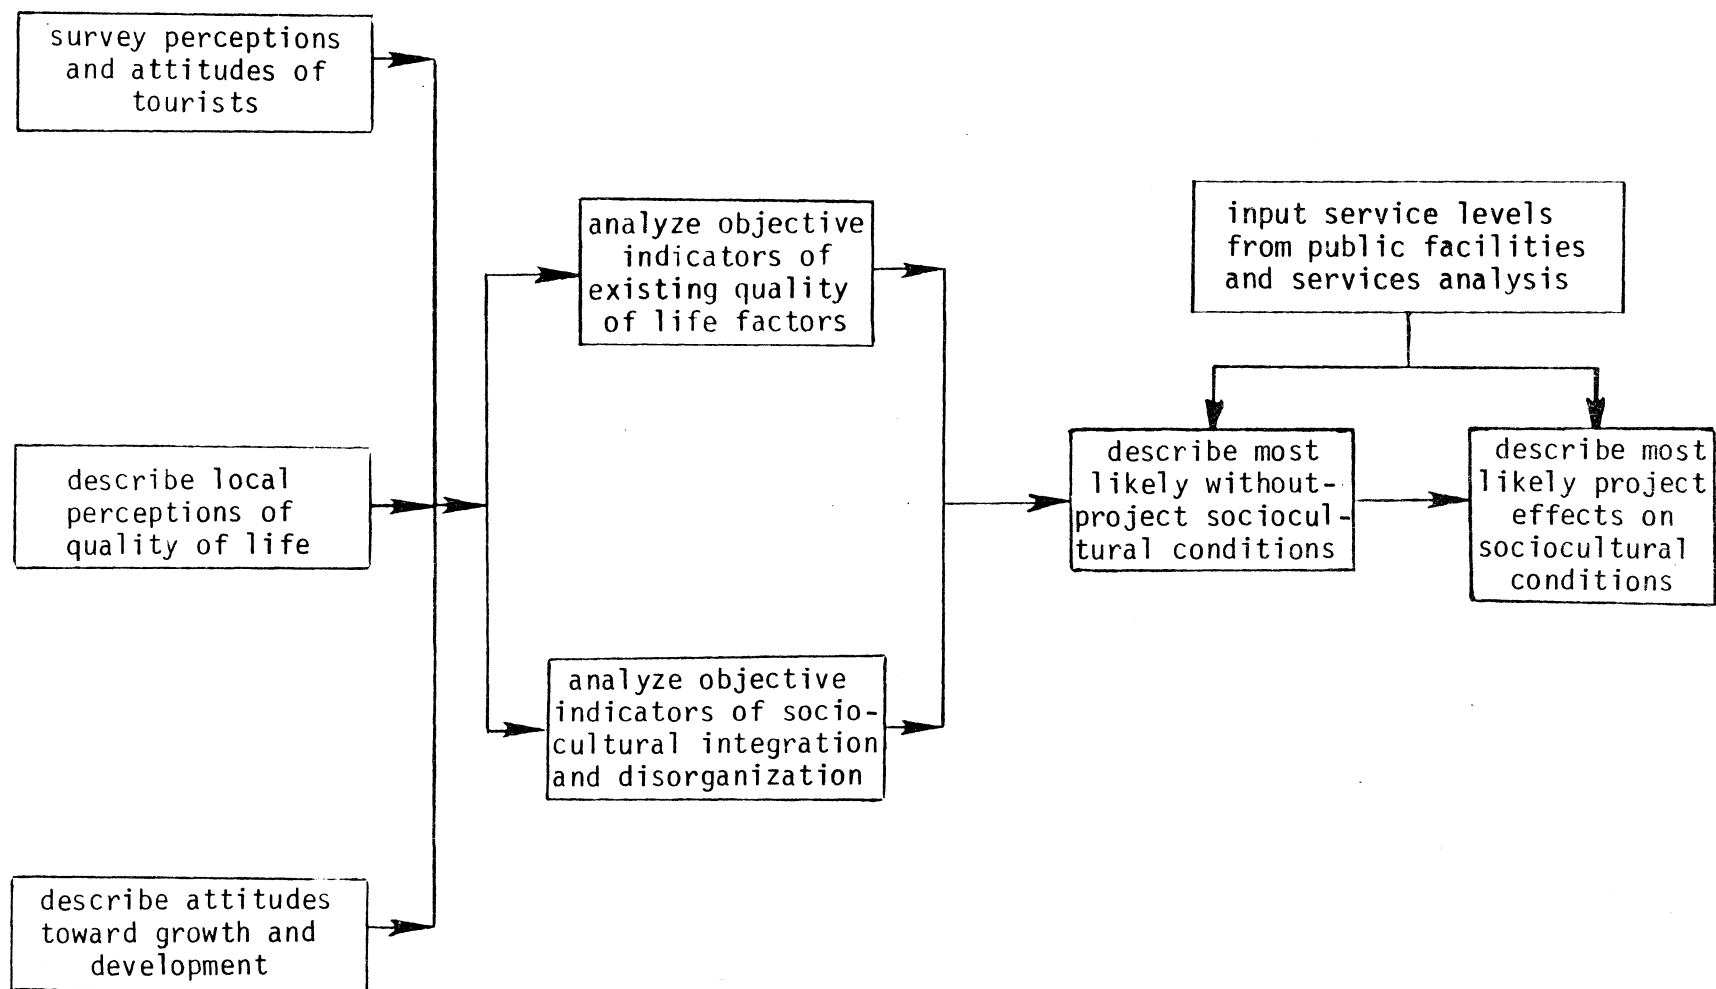 survey perceptions
and attitudes of
tourists
describe local
perceptions of
quality of life
describe attitudes
toward growth and
development
analyze objective
indicators of
existing quality
of life factors
analyze objective
indicators of socio-
cultural integration
and disorganization
input service levels
from public facilities
and services analysis
describe most
likely without-
project sociocul-
tural conditions
describe most
likely project
effects on
sociocultural
conditions